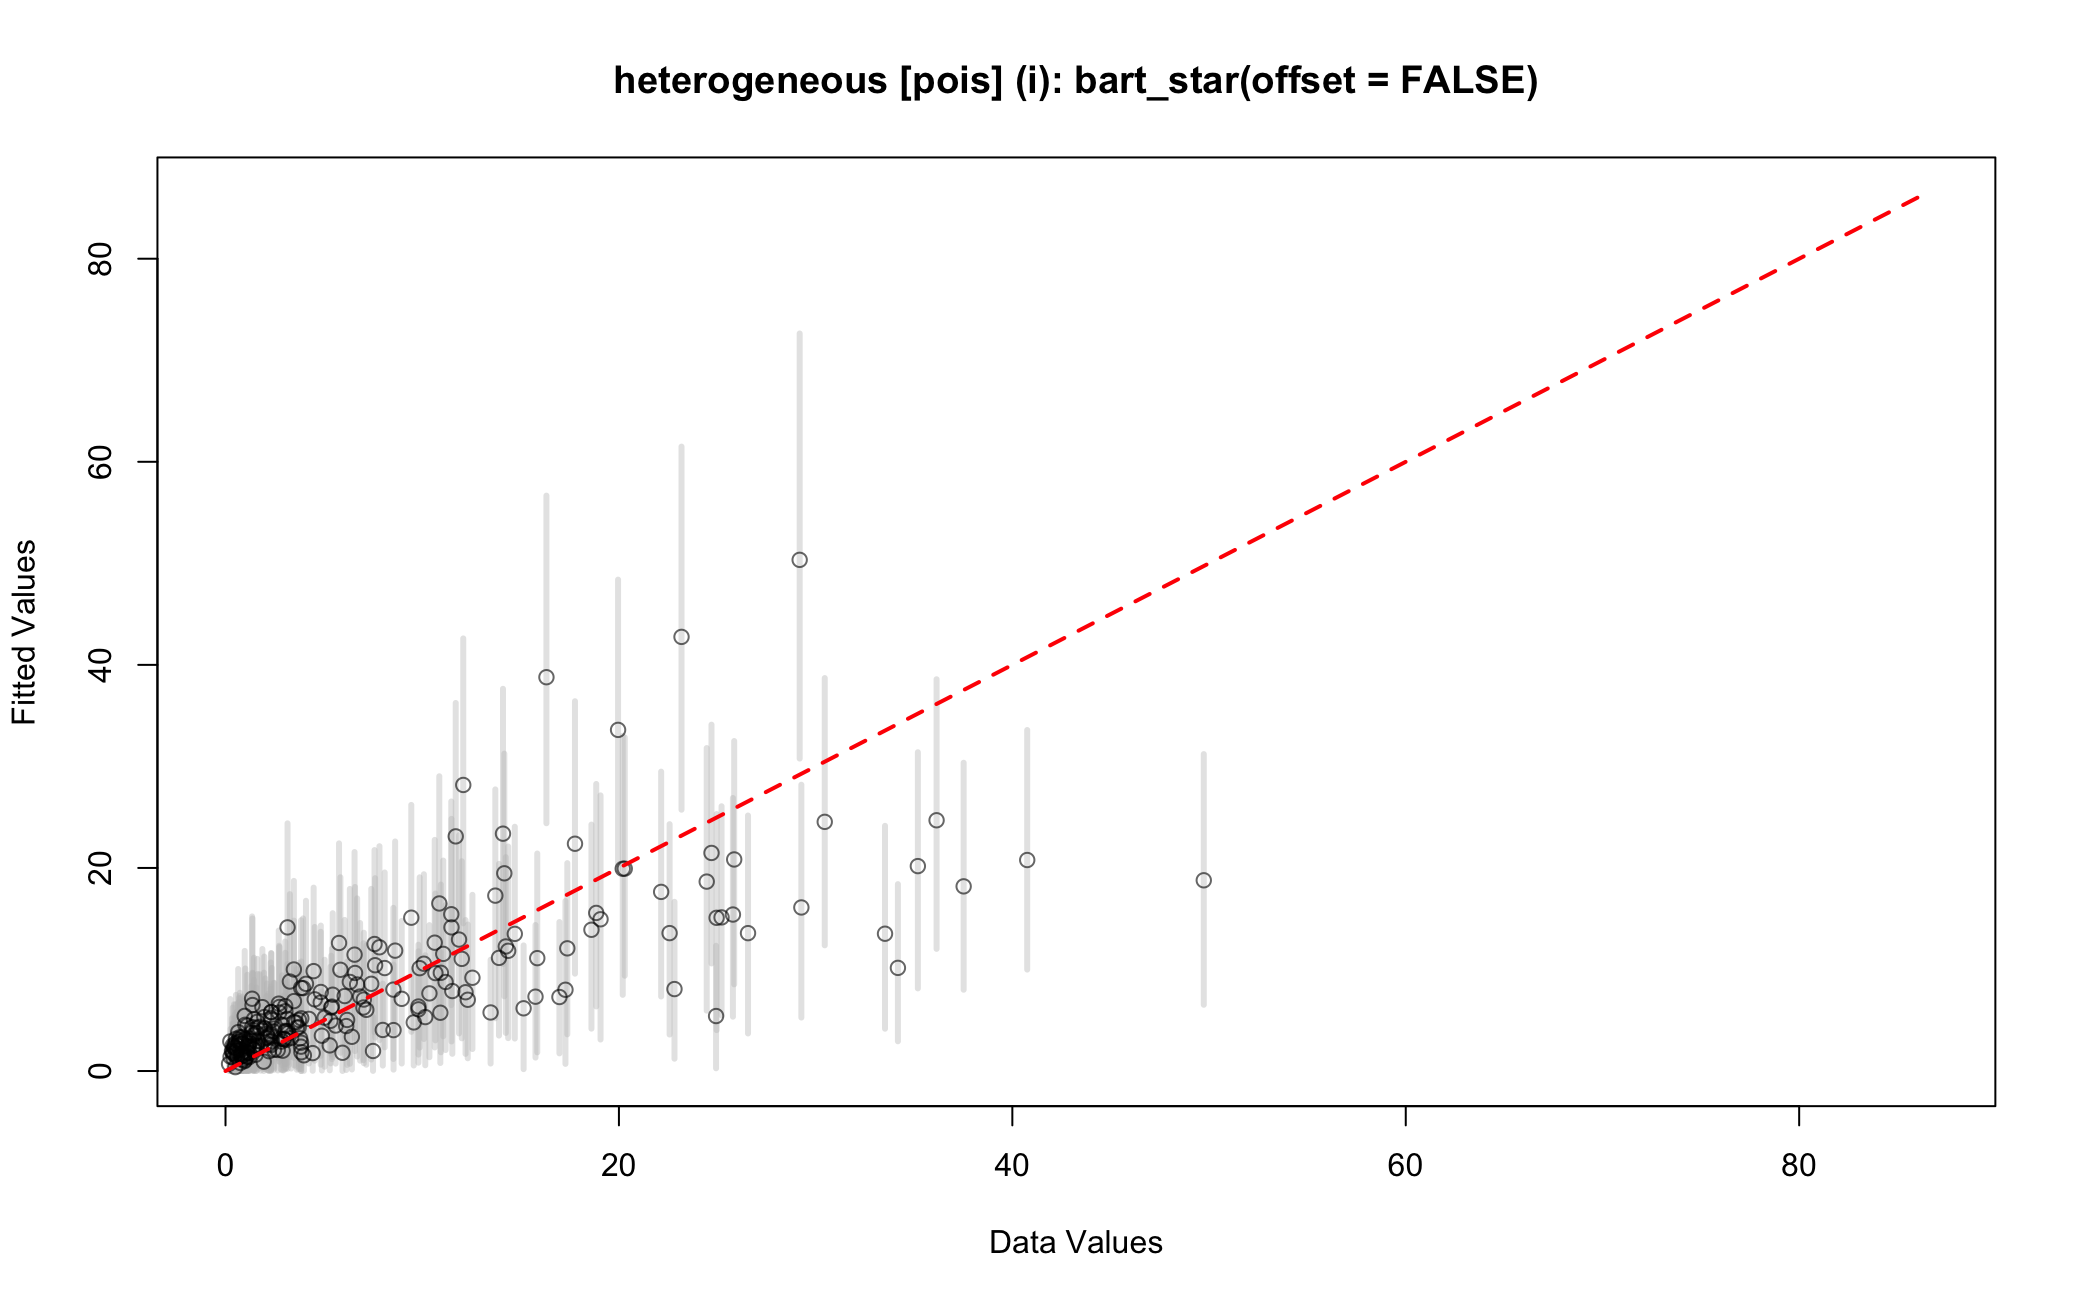 heterogeneous [pois] (i): bart_star(offset = FALSE)
Fitted Values
80
60
40
20
0
0 20 40 60 80
Data Values